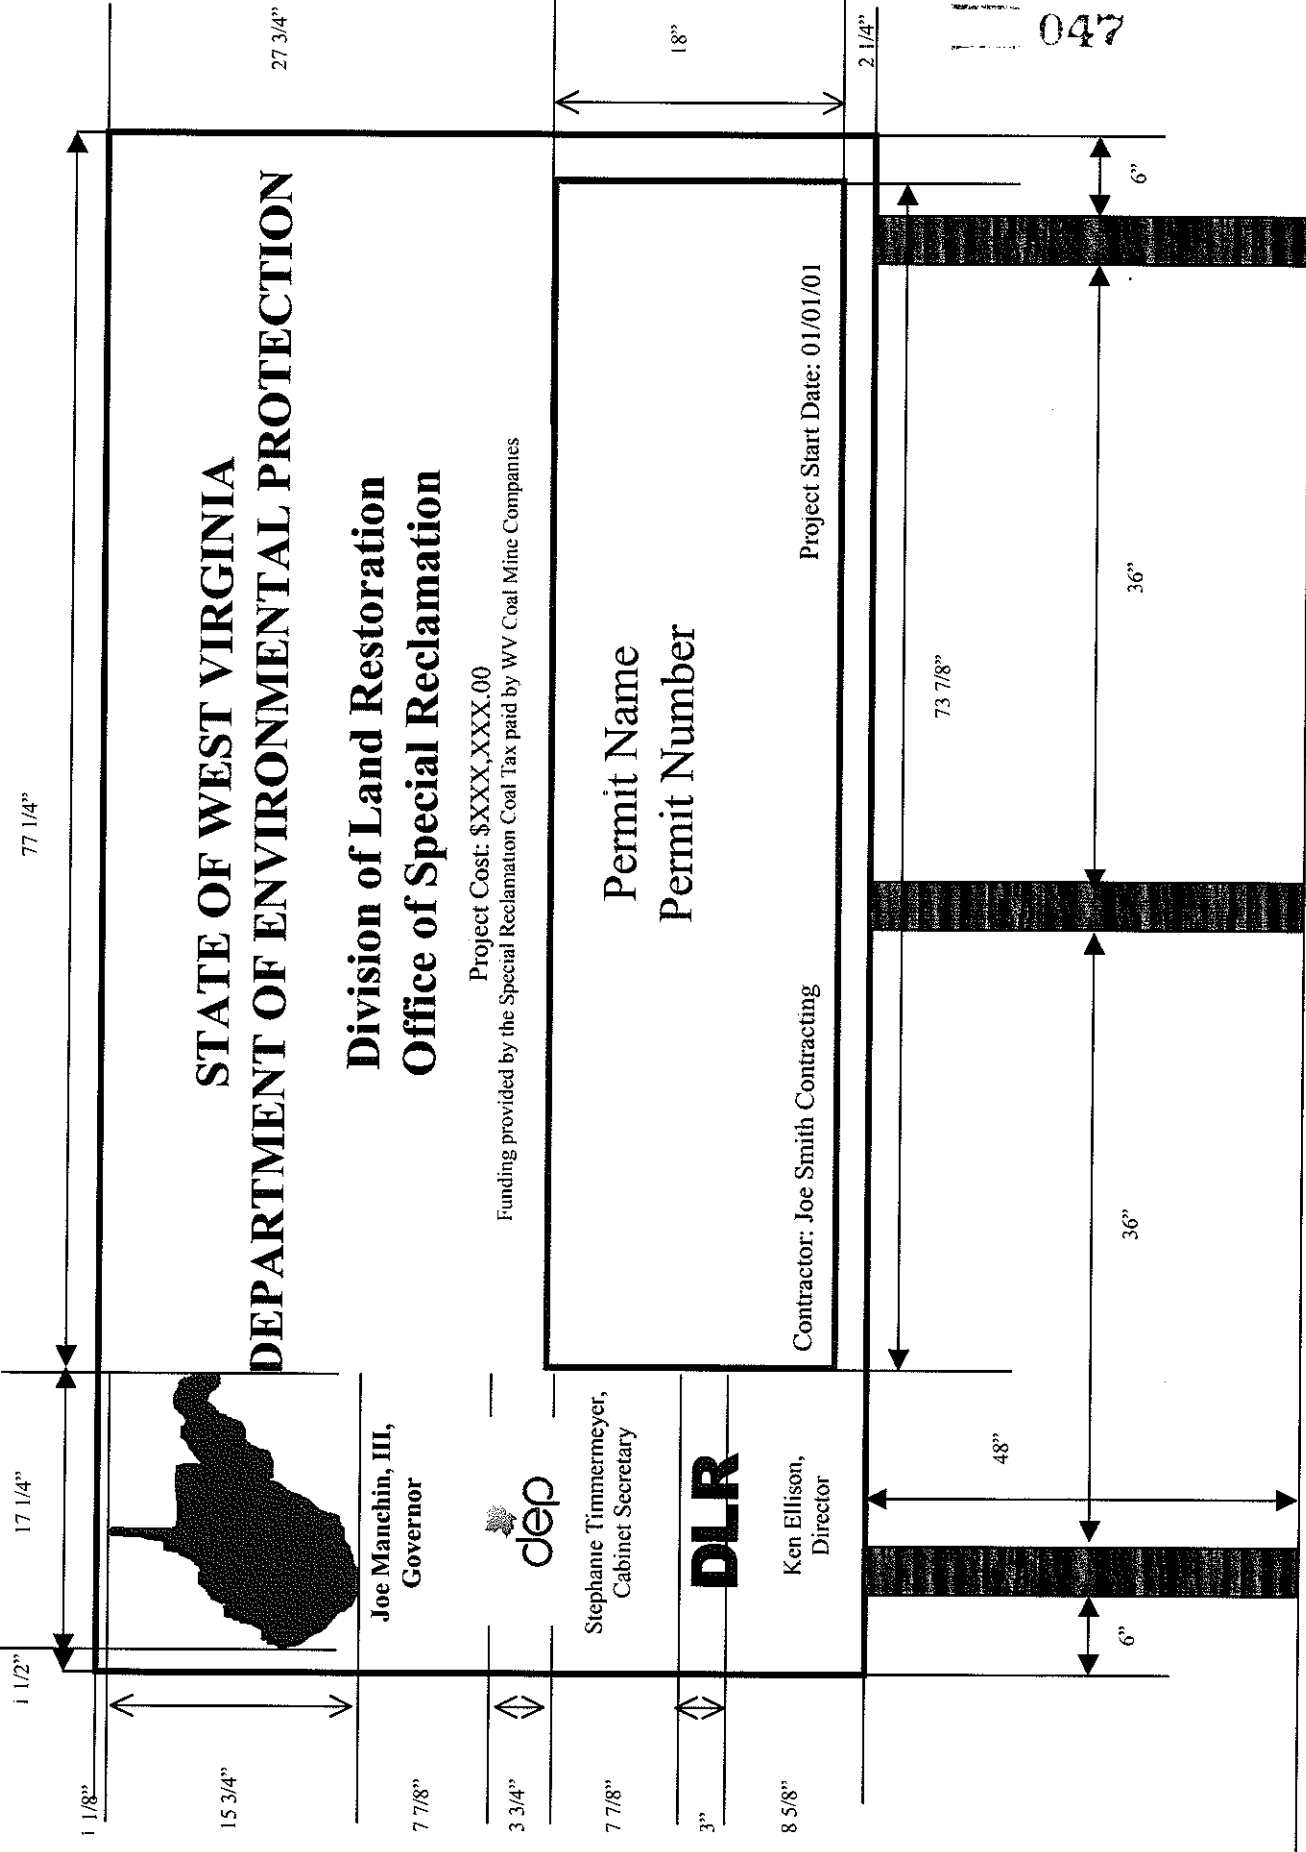 047
1 1/2”
17 1/4”
77 1/4”
1 1/8”
15 3/4”
7 7/8”
3 3/4”
7 7/8”
3”
8 5/8”
27 3/4”
18”
2 1/4”
STATE OF WEST VIRGINIA
DEPARTMENT OF ENVIRONMENTAL PROTECTION
Division of Land Restoration
Office of Special Reclamation
Project Cost: $XXX,XXX.00
Funding provided by the Special Reclamation Coal Tax paid by WV Coal Mine Companies
Joe Manchin, III,
Governor
dep
Stephanie Timmermeyer,
Cabinet Secretary
DLR
Ken Ellison,
Director
Permit Name
Permit Number
Contractor: Joe Smith Contracting
Project Start Date: 01/01/01
73 7/8”
48”
6”
36”
36”
6”